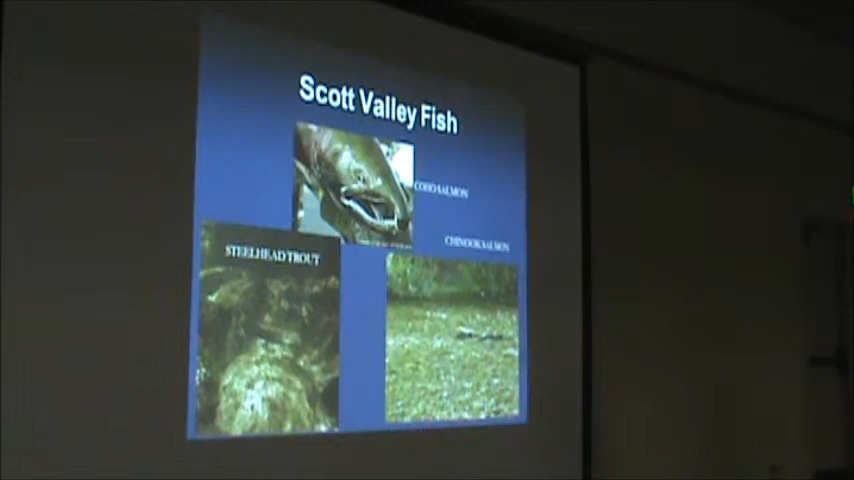 Scott Valley Fish
COHO SALMON
CHINOOK SALMON
STEELHEAD TROUT